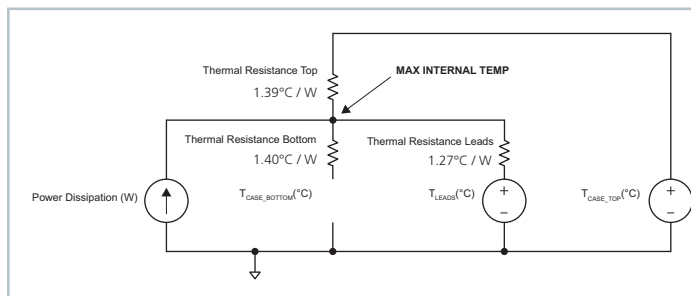 Thermal Resistance Top
1.39°C / W
MAX INTERNAL TEMP
Thermal Resistance Bottom
1.40°C / W
Thermal Resistance Leads
1.27°C / W
Power Dissipation (W)
TCASE_BOTTOM(°C)
TLEADS(°C)
+
–
TCASE_TOP(°C)
+
–